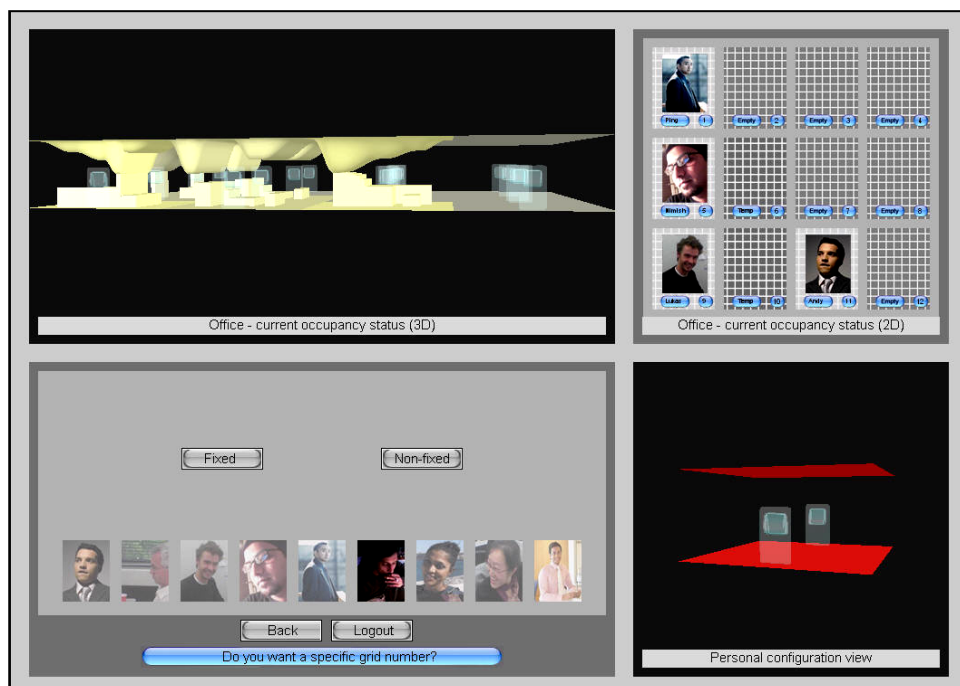 Ping 1
Empty 2
Empty 3
Empty 4
Nimish 5
Temp 6
Empty 7
Empty 8
Lukas 9
Temp 10
Andy 11
Empty 12
Office - current occupancy status (3D)
Office - current occupancy status (2D)
Fixed
Non-fixed
Back
Logout
Do you want a specific grid number?
Personal configuration view